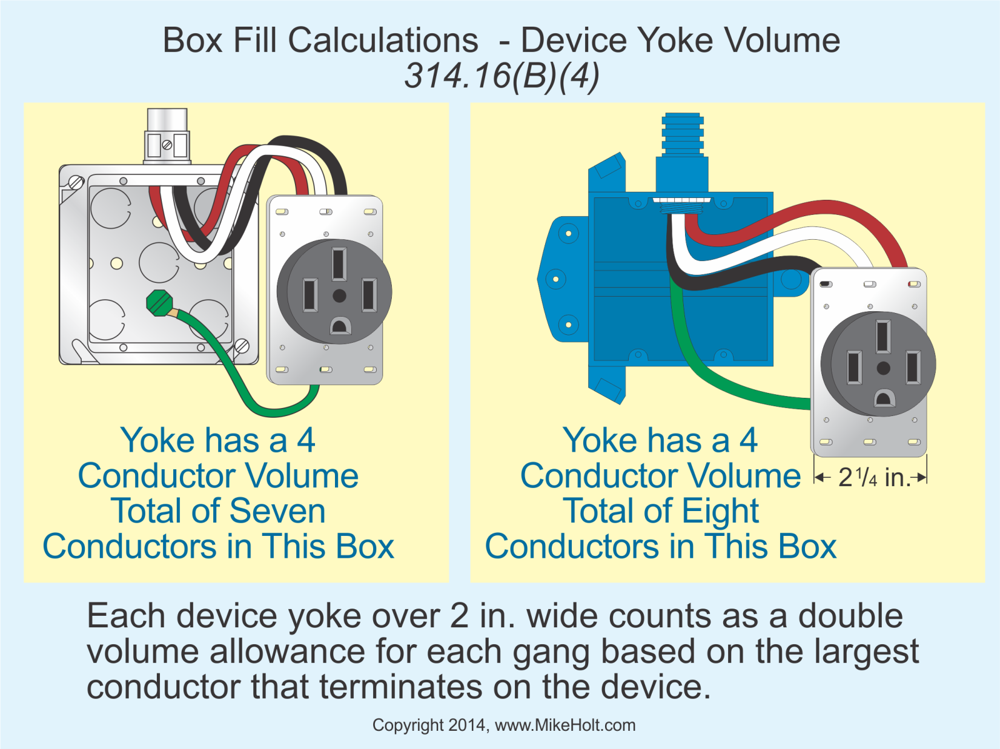 Box Fill Calculations - Device Yoke Volume
314.16(B)(4)
Yoke has a 4
Conductor Volume
Total of Seven
Conductors in This Box
Yoke has a 4
Conductor Volume
Total of Eight
Conductors in This Box
2 1/4 in.
Each device yoke over 2 in. wide counts as a double
volume allowance for each gang based on the largest
conductor that terminates on the device.
Copyright 2014, www.MikeHolt.com